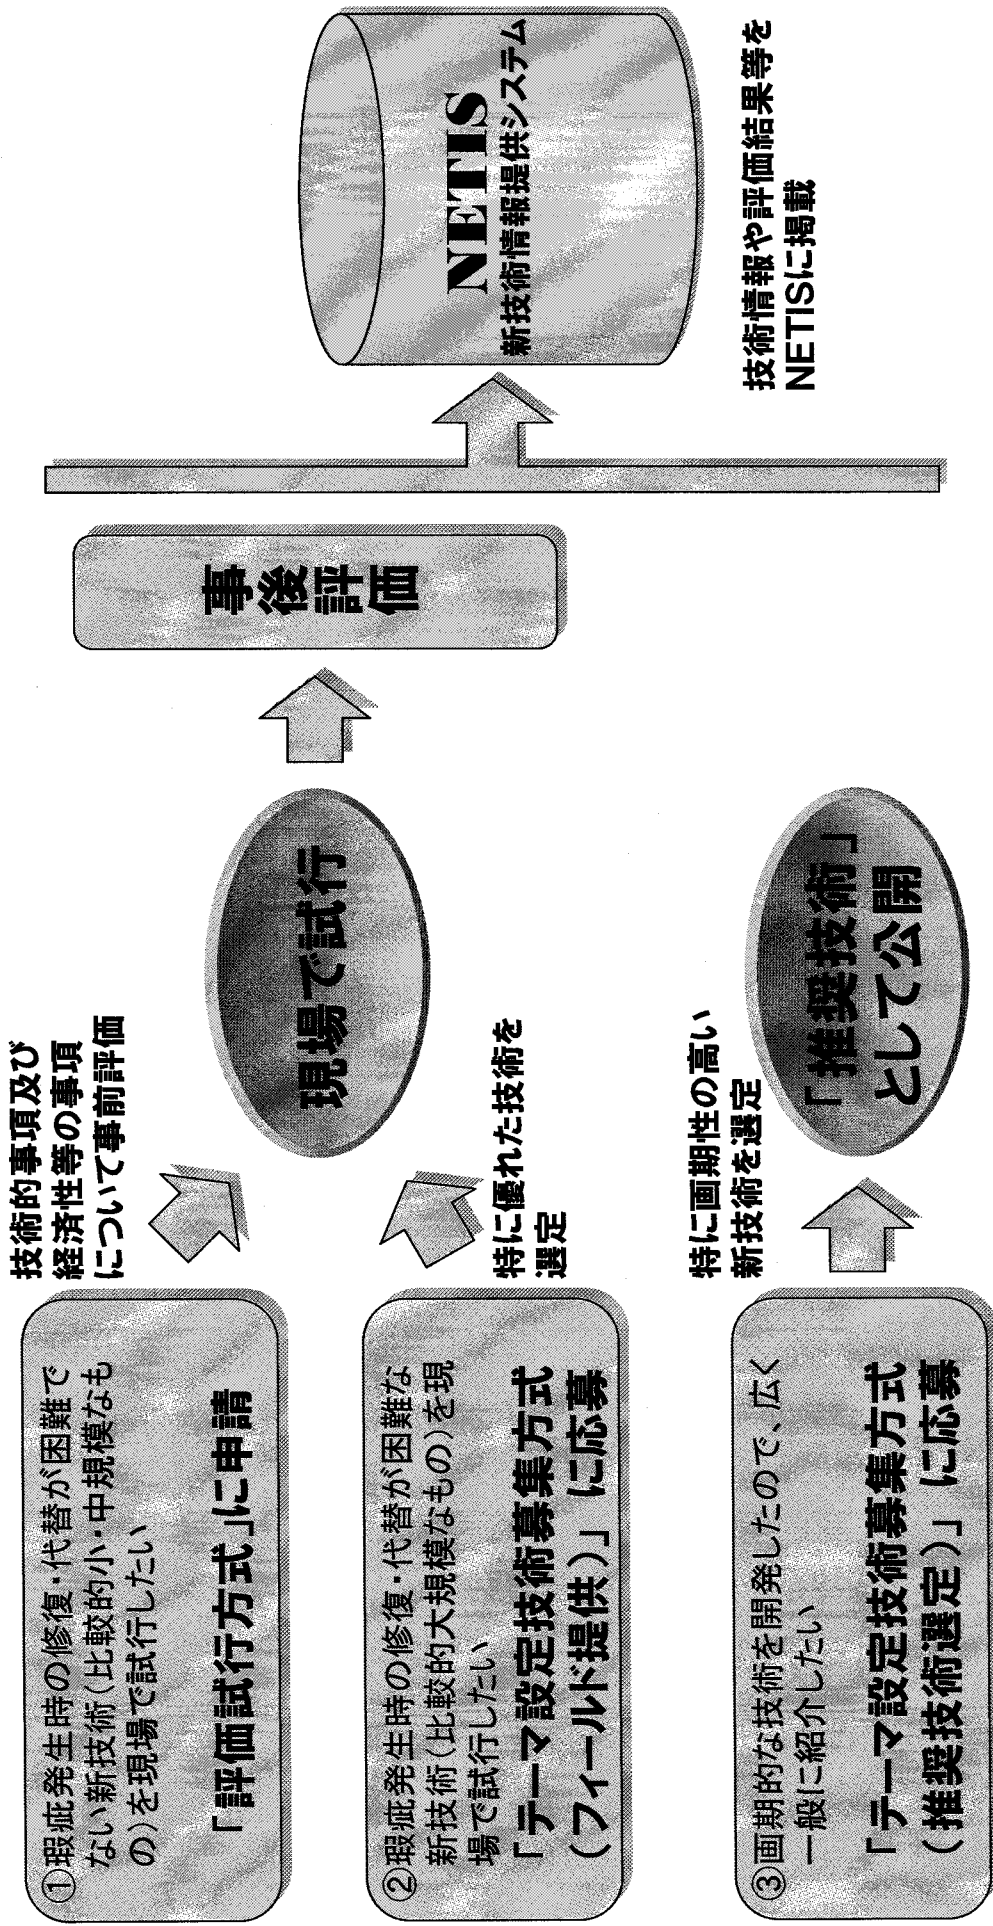 ①瑕疵発生時の修復・代替が困難で
ない新技術(比較的小・中規模なも
の)を現場で試行したい
「評価試行方式」に申請
技術的事項及び
経済性等の事項
について事前評価
②瑕疵発生時の修復・代替が困難な
新技術(比較的大規模なもの)を現
場で試行したい
「テーマ設定技術募集方式
(フィールド提供)」に応募
特に優れた技術を
選定
現場で試行
事後評価
③画期的な技術を開発したので、広く
一般に紹介したい
「テーマ設定技術募集方式
(推奨技術選定)」に応募
特に画期性の高い
新技術を選定
「推奨技術」
として公開
NETIS
新技術情報提供システム
技術情報や評価結果等を
NETISに掲載